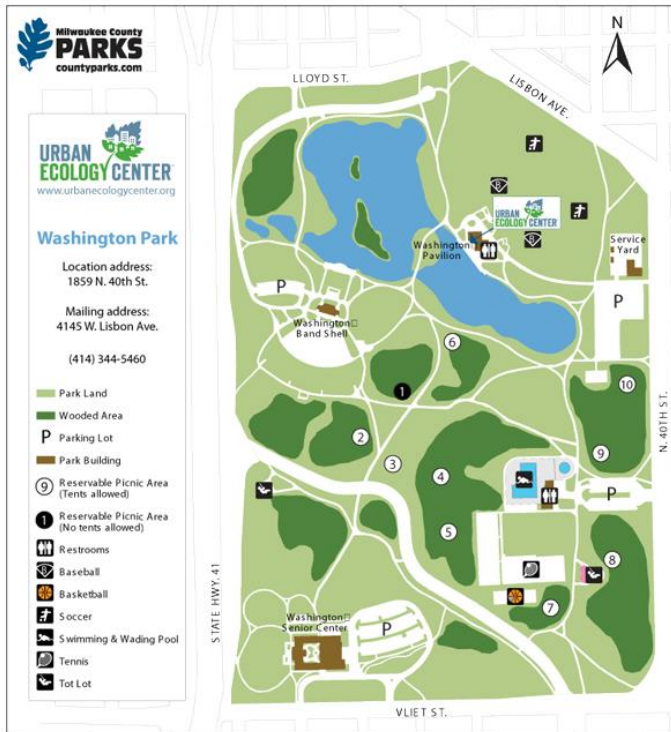 Milwaukee County
PARKS
countyparks.com
URBAN
ECOLOGY CENTER
www.urbanecologycenter.org
Washington Park
Location address:
1859 N. 40th St.
Mailing address:
4145 W. Lisbon Ave.
(414) 344-5460
Park Land
Wooded Area
P Parking Lot
Park Building
9 Reservable Picnic Area
(Tents allowed)
1 Reservable Picnic Area
(No tents allowed)
Restrooms
B Baseball
Basketball
Soccer
Swimming & Wading Pool
Tennis
Tot Lot
N
LLOYD ST.
LISBON AVE.
B
URBAN
ECOLOGY CENTER
B
Washington
Pavilion
Service
Yard
P
P
Washington
Band Shell
6
1
10
2
3
9
4
P
5
8
7
Washington
Senior Center
P
STATE HWY. 41
N. 40TH ST.
VLIET ST.